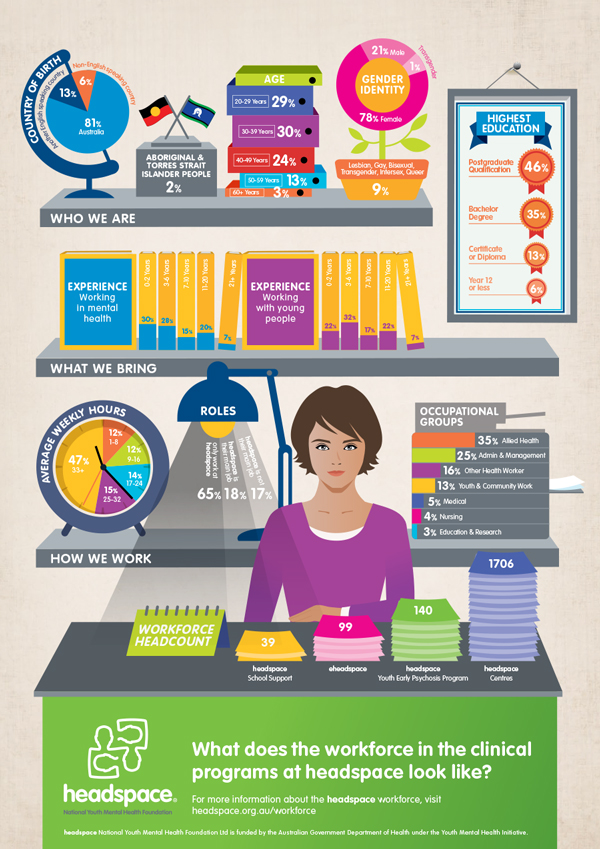 COUNTRY OF BIRTH
Non-English speaking country
6%
Another English speaking country
13%
81%
Australia
ABORIGINAL &
TORRES STRAIT
ISLANDER PEOPLE
2%
AGE
20-29 Years 29%
30-39 Years 30%
40-49 Years 24%
50-59 Years 13%
60+ Years 3%
21% Male
Transgender
1%
GENDER
IDENTITY
78% Female
Lesbian, Gay, Bisexual,
Transgender, Intersex, Queer
9%
WHO WE ARE
HIGHEST
EDUCATION
Postgraduate
Qualification
46%
Bachelor
Degree
35%
Certificate
or Diploma
13%
Year 12
or less
6%
EXPERIENCE
Working
in mental
health
0-2 Years
30%
3-6 Years
28%
7-10 Years
15%
11-20 Years
20%
21+ Years
7%
EXPERIENCE
Working
with young
people
0-2 Years
22%
3-6 Years
32%
7-10 Years
17%
11-20 Years
22%
21+ Years
7%
WHAT WE BRING
AVERAGE WEEKLY HOURS
12%
1-8
12%
9-16
14%
17-24
15%
25-32
47%
33+
ROLES
only work at
headspace
headspace is
their main job
headspace is not
their main job
65% 18% 17%
OCCUPATIONAL
GROUPS
35% Allied Health
25% Admin & Management
16% Other Health Worker
13% Youth & Community Work
5% Medical
4% Nursing
3% Education & Research
HOW WE WORK
WORKFORCE
HEADCOUNT
39
headspace
School Support
99
eheadspace
140
headspace
Youth Early Psychosis Program
1706
headspace
Centres
headspace
National Youth Mental Health Foundation
What does the workforce in the clinical
programs at headspace look like?
For more information about the headspace workforce, visit
headspace.org.au/workforce
headspace National Youth Mental Health Foundation Ltd is funded by the Australian Government Department of Health under the Youth Mental Health Initiative.